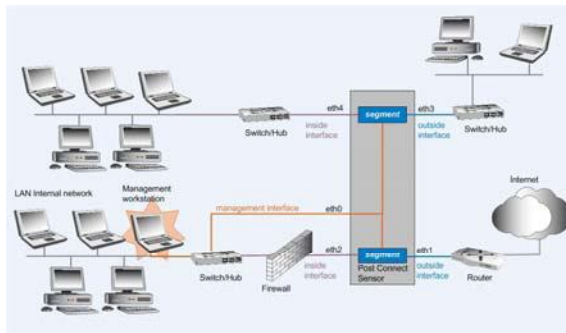 eth4
segment
eth3
Switch/Hub
inside
interface
outside
interface
Switch/Hub
LAN Internal network
Management
workstation
Internet
management interface
eth0
eth2
segment
eth1
Switch/Hub
Firewall
inside
interface
Post Connect
Sensor
outside
interface
Router